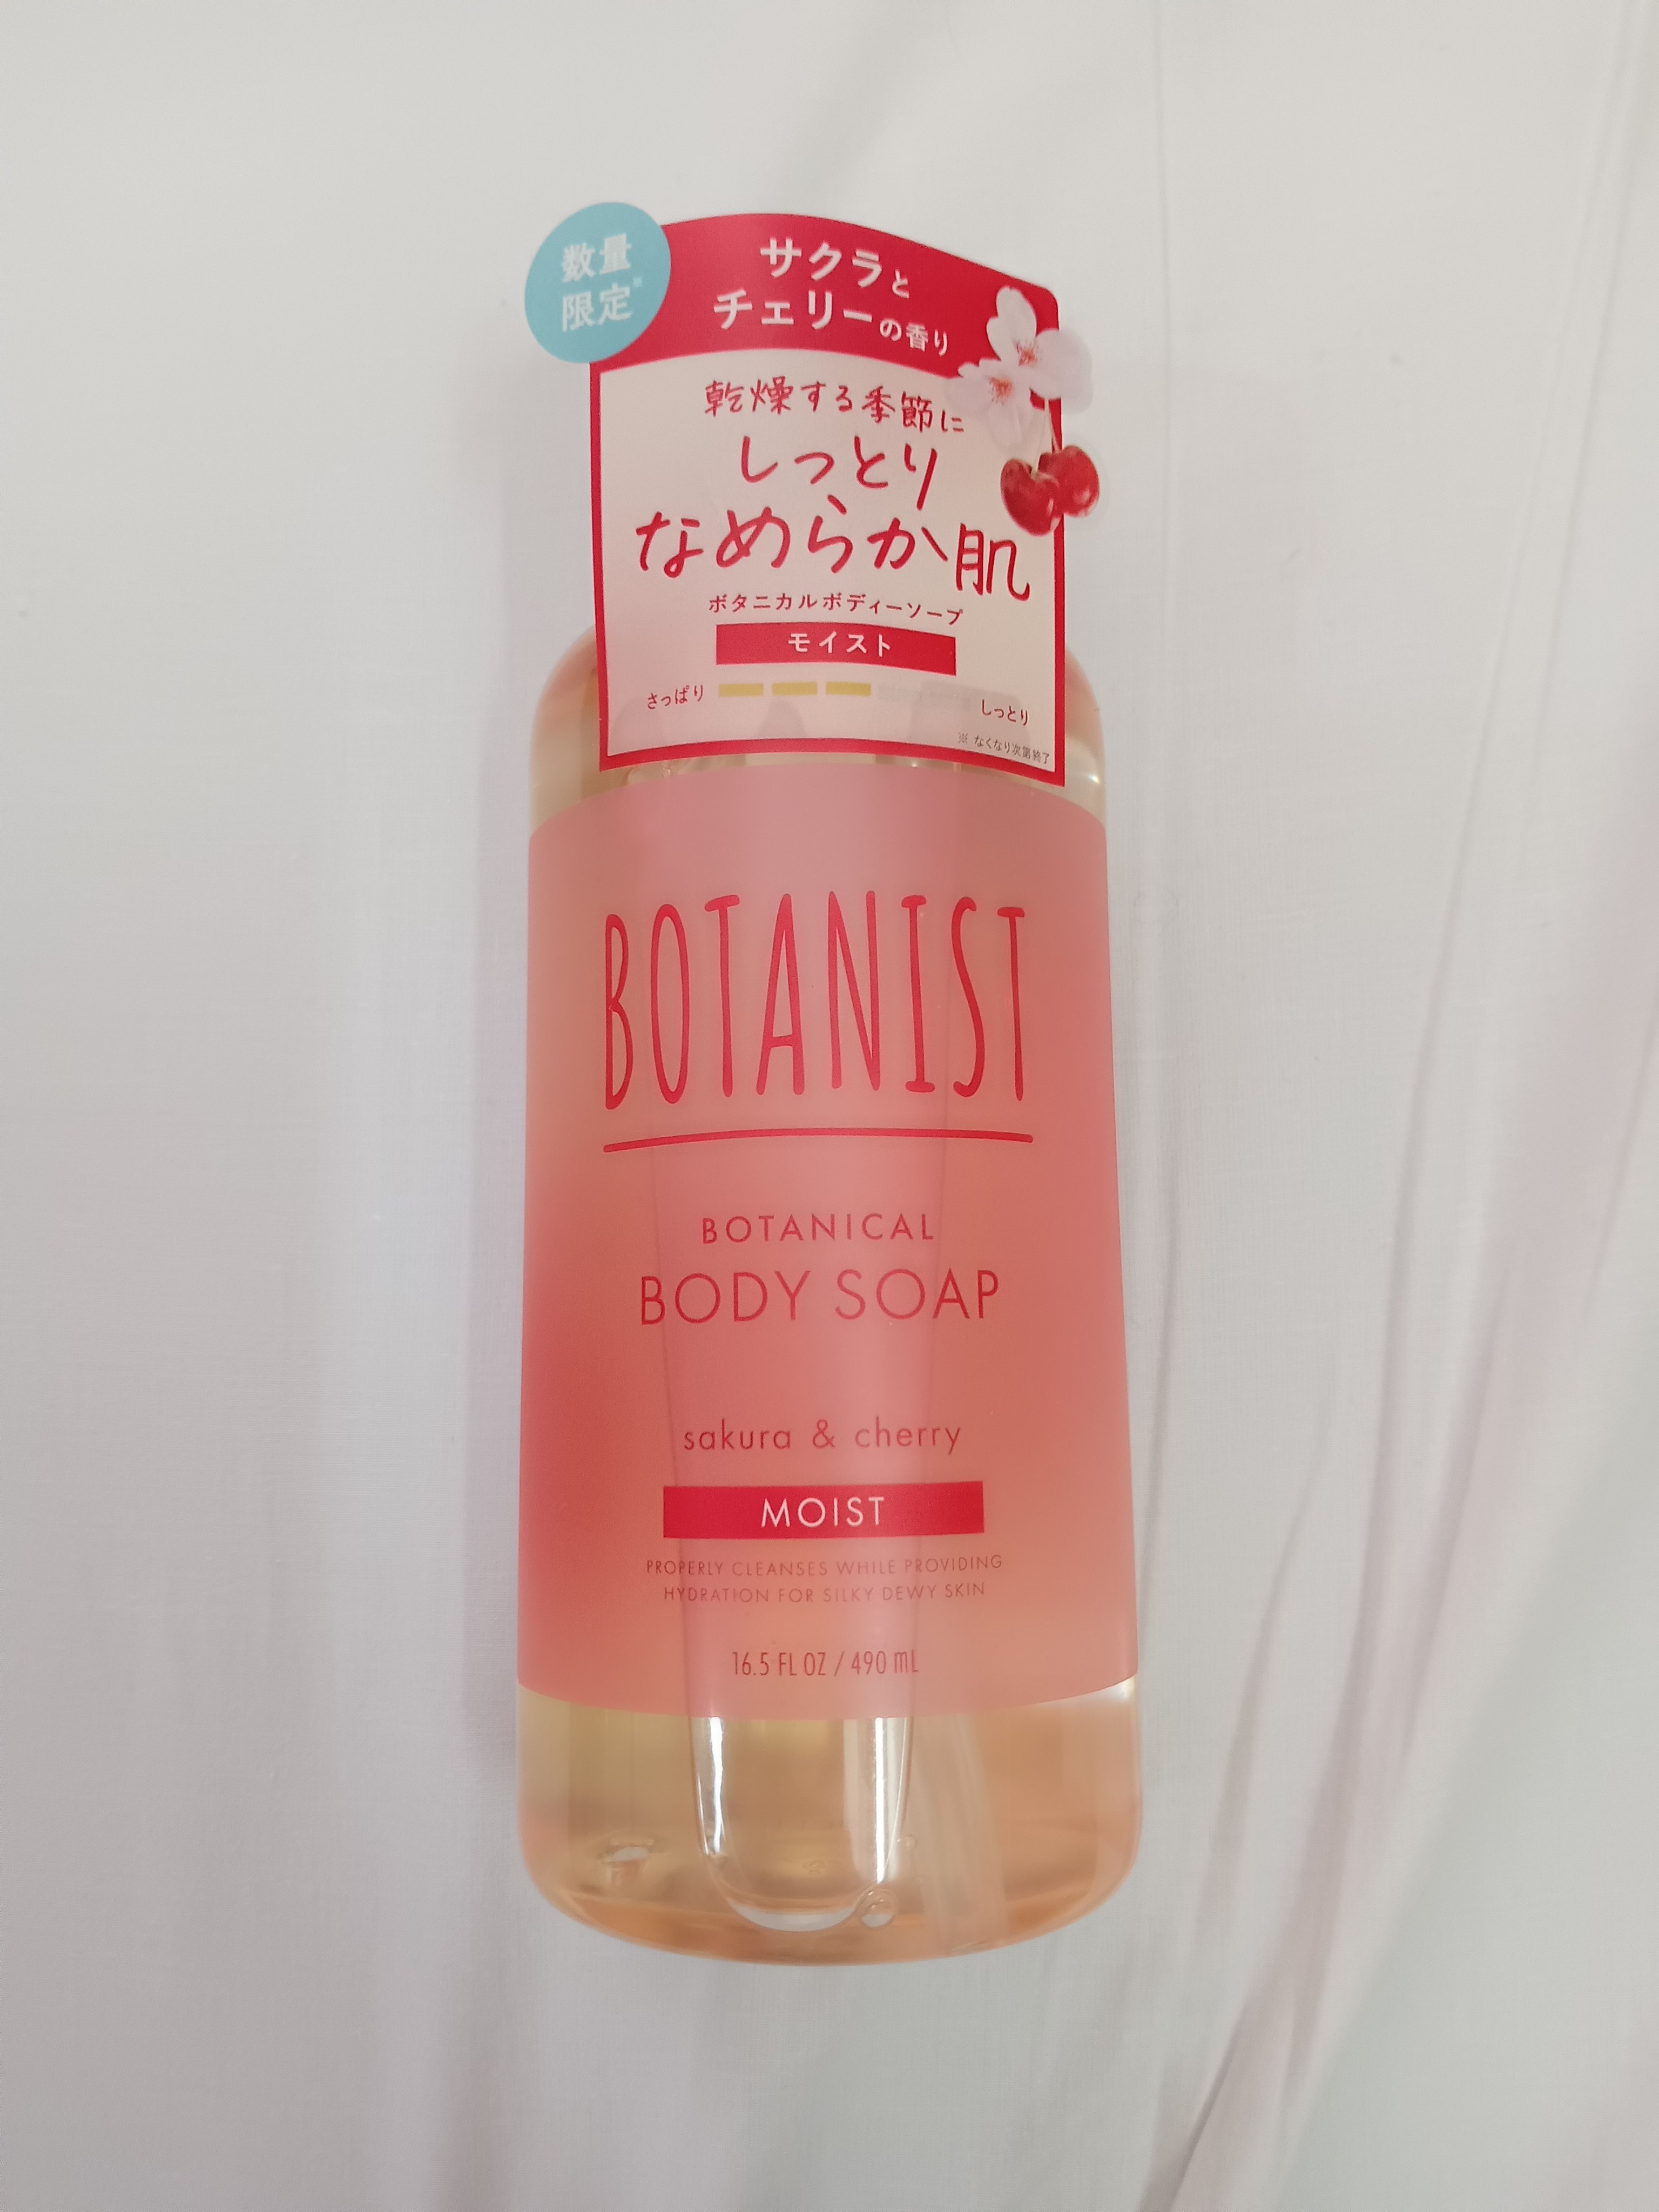 数量
限定※
サクラと
チェリーの香り
乾燥する季節に
しっとり
なめらか肌
ボタニカルボディーソープ
モイスト
さっぱり しっとり
※ なくなり次第終了
BOTANIST
BOTANICAL
BODY SOAP
sakura & cherry
MOIST
PROPERLY CLEANSES WHILE PROVIDING
HYDRATION FOR SILKY DEWY SKIN
16.5 FL OZ / 490 mL